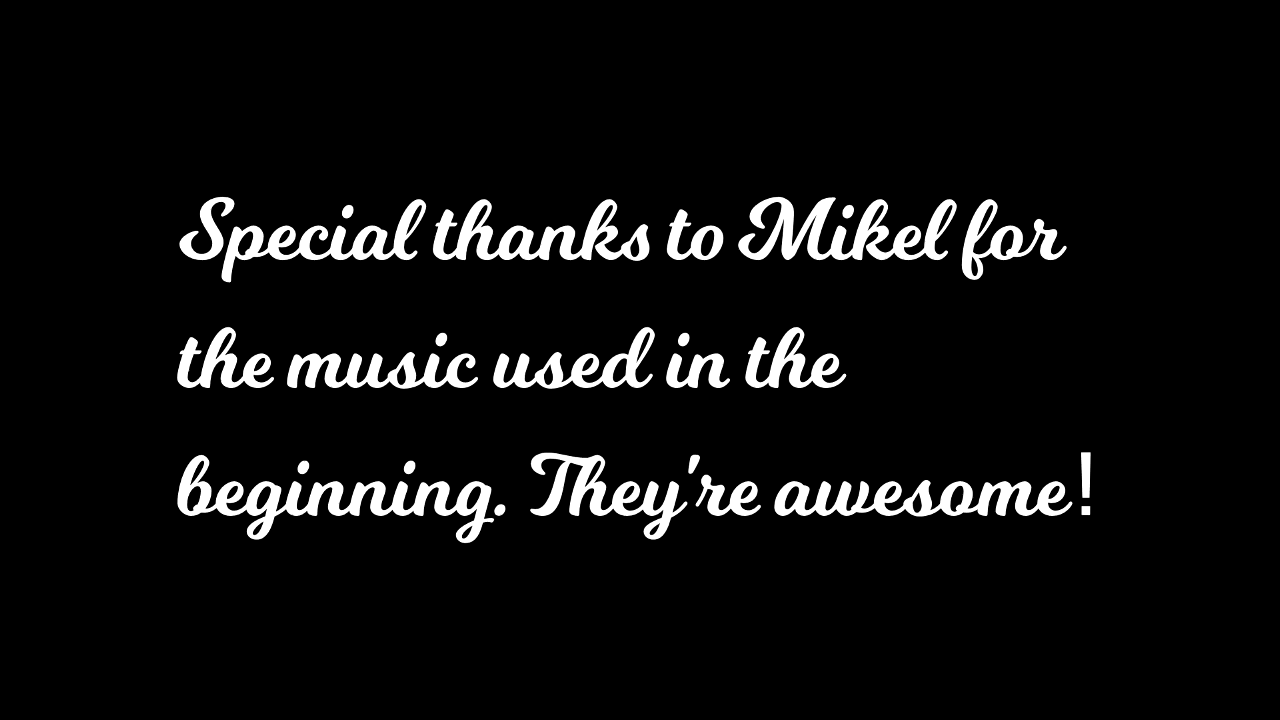 Special thanks to Mikel for
the music used in the
beginning. They're awesome!